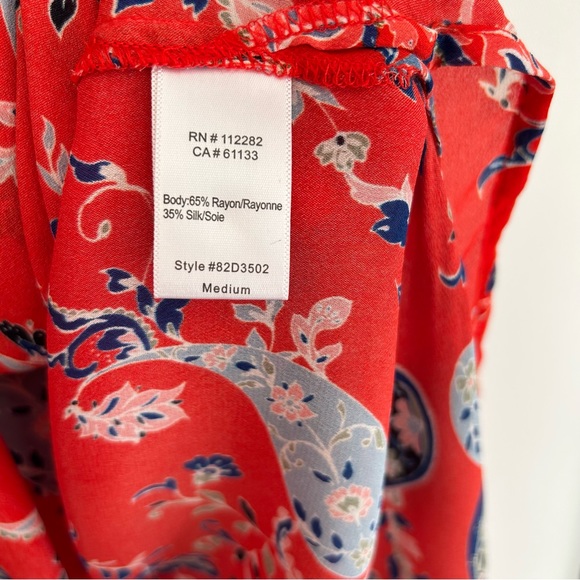 RN # 112282
CA # 61133
Body:65% Rayon/Rayonne
35% Silk/Soie
Style #82D3502
Medium